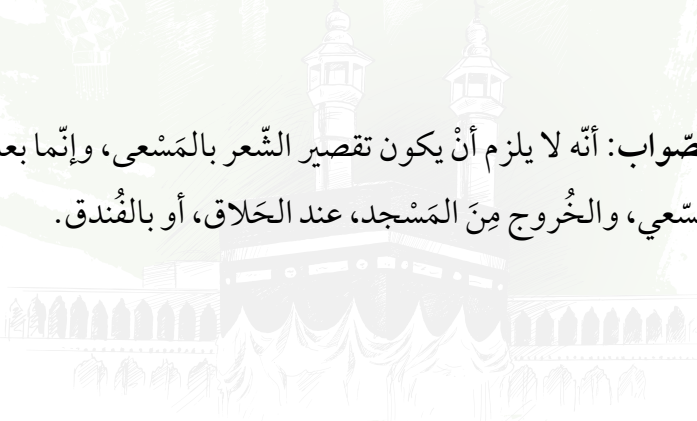 صّواب: أنّه لا يلزم أنْ يكون تقصير الشّعر بالمَسْعى، وإنّما بعد
سّعي، والخُروج مِنَ المَسْجد، عند الحَلاق، أو بالفُندق.